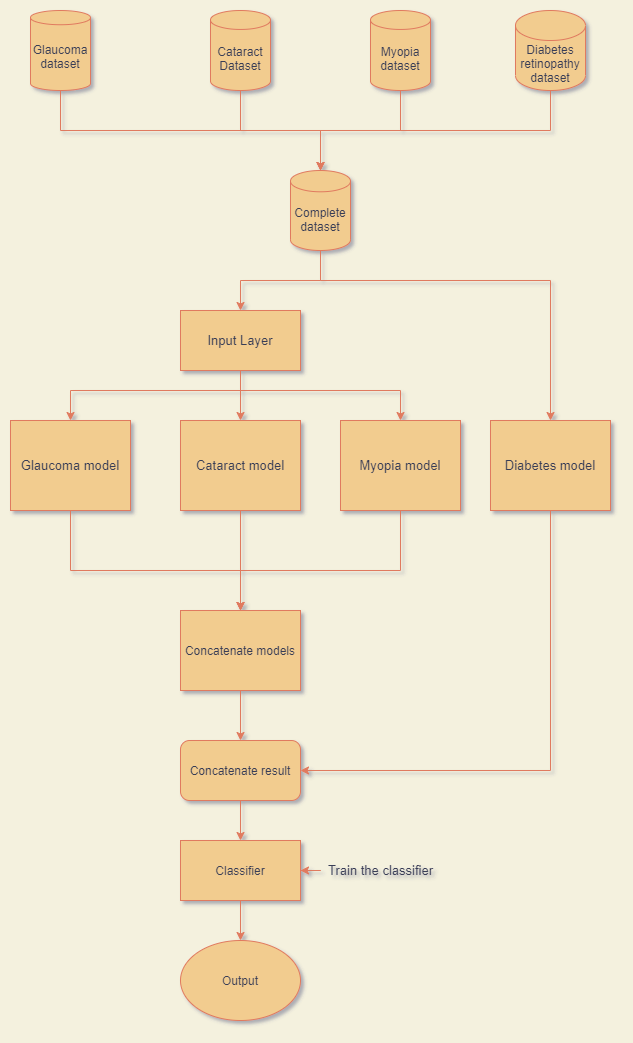 Glaucoma
dataset
Cataract
Dataset
Myopia
dataset
Diabetes
retinopathy
dataset
Complete
dataset
Input Layer
Glaucoma model
Cataract model
Myopia model
Diabetes model
Concatenate models
Concatenate result
Classifier
Train the classifier
Output